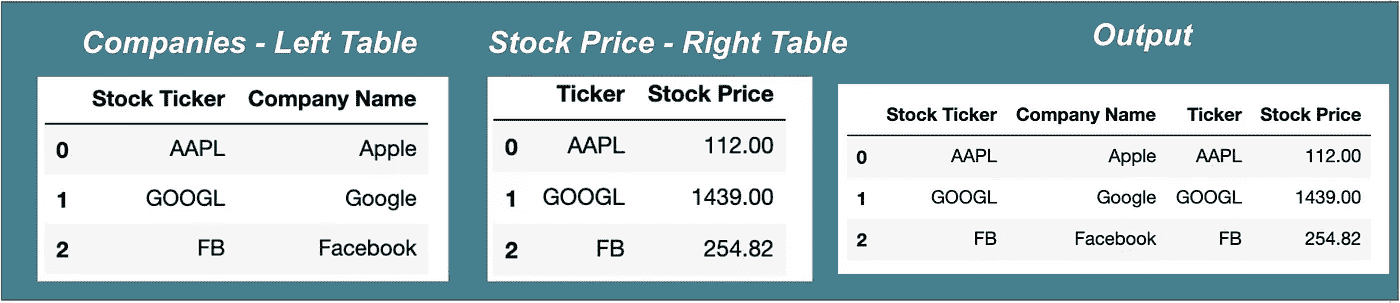 Companies - Left Table
Stock Ticker Company Name
0 AAPL Apple
1 GOOGL Google
2 FB Facebook
Stock Price - Right Table
Ticker Stock Price
0 AAPL 112.00
1 GOOGL 1439.00
2 FB 254.82
Output
Stock Ticker Company Name Ticker Stock Price
0 AAPL Apple AAPL 112.00
1 GOOGL Google GOOGL 1439.00
2 FB Facebook FB 254.82